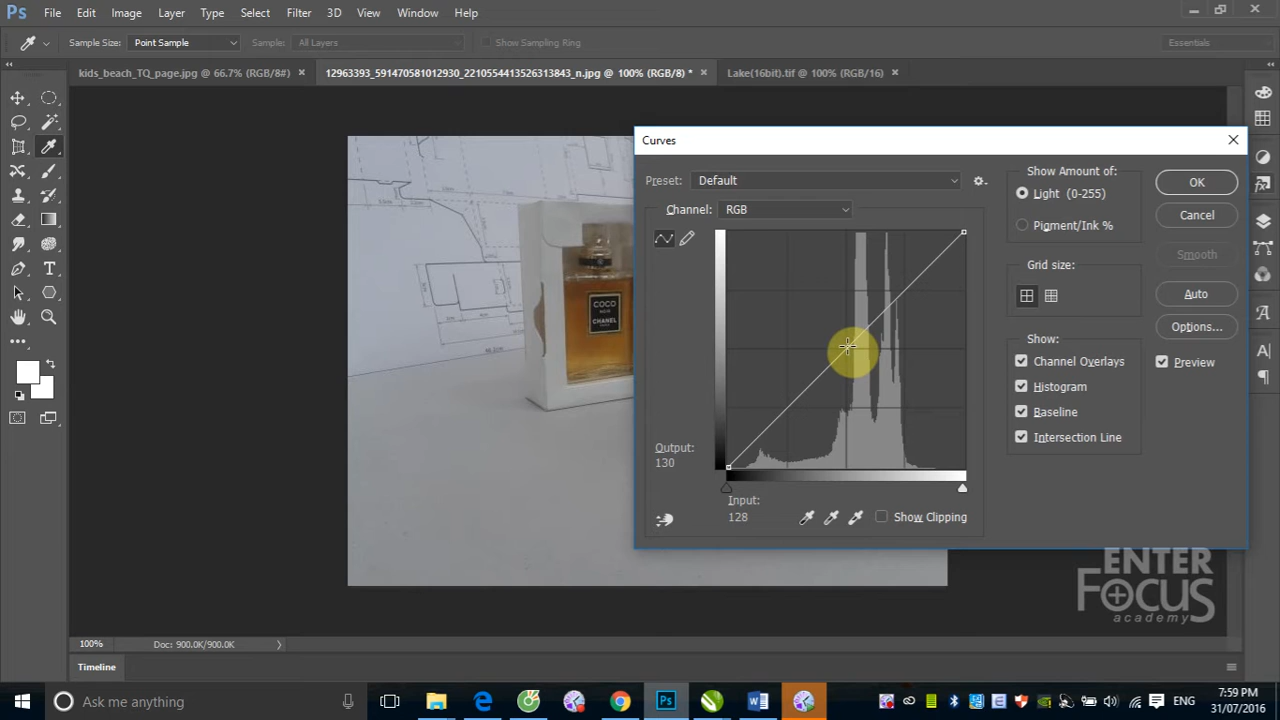 Ps File Edit Image Layer Type Select Filter 3D View Window Help
Sample Size: Point Sample Sample: All Layers Show Sampling Ring Essentials
kids_beach_TQ_page.jpg @ 66.7% (RGB/8#) × 12963393_591470581012930_2210554413526313843_n.jpg @ 100% (RGB/8) * × Lake(16bit).tif @ 100% (RGB/16) ×
Curves
Preset: Default
Channel: RGB
Show Amount of:
Light (0-255)
Pigment/Ink %
OK
Cancel
Smooth
Grid size:
Auto
Options...
Show:
Channel Overlays
Preview
Histogram
Baseline
Intersection Line
Output:
130
Input:
128
Show Clipping
COCO
NOIR
CHANEL
PARIS
ENTER
FOCUS
academy
100% Doc: 900.0K/900.0K
Timeline
Ask me anything
ENG
7:59 PM
31/07/2016